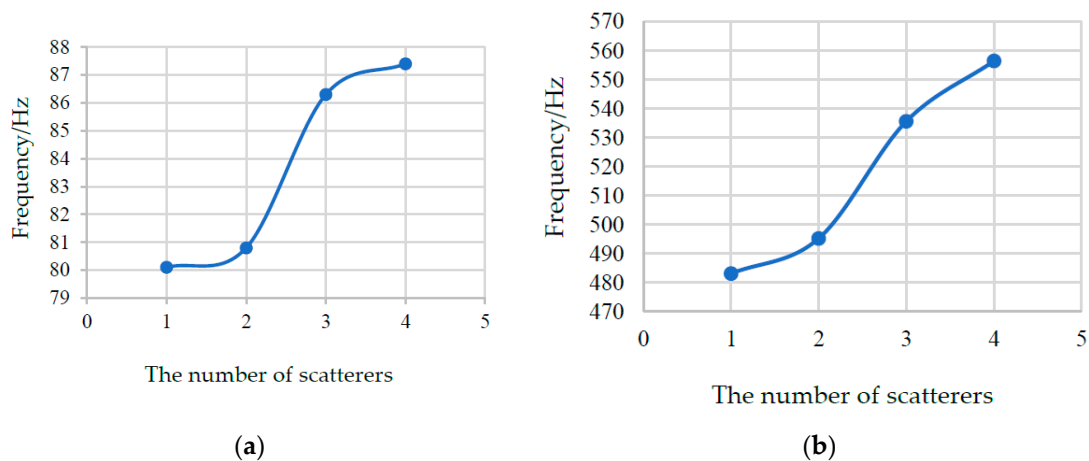 88
87
86
85
84
83
82
81
80
79
Frequency/Hz
0 1 2 3 4 5
The number of scatterers
(a)
570
560
550
540
530
520
510
500
490
480
470
Frequency/Hz
0 1 2 3 4 5
The number of scatterers
(b)